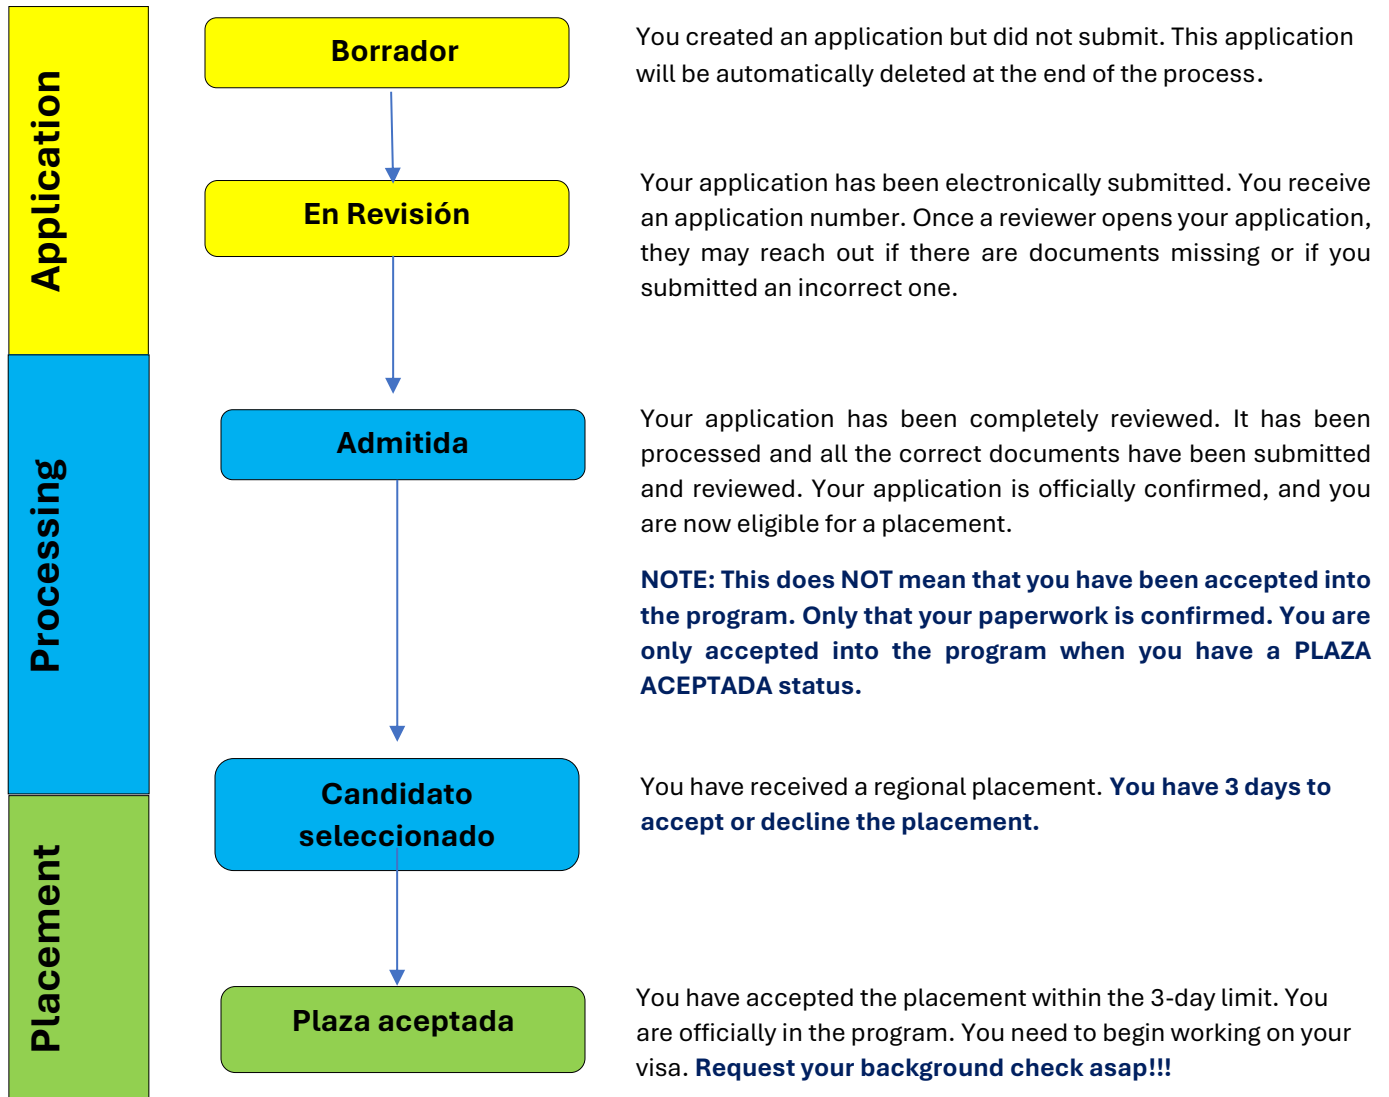 Application
Borrador
You created an application but did not submit. This application
will be automatically deleted at the end of the process.
En Revisión
Your application has been electronically submitted. You receive
an application number. Once a reviewer opens your application,
they may reach out if there are documents missing or if you
submitted an incorrect one.
Processing
Admitida
Your application has been completely reviewed. It has been
processed and all the correct documents have been submitted
and reviewed. Your application is officially confirmed, and you
are now eligible for a placement.
NOTE: This does NOT mean that you have been accepted into
the program. Only that your paperwork is confirmed. You are
only accepted into the program when you have a PLAZA
ACEPTADA status.
Candidato
seleccionado
You have received a regional placement. You have 3 days to
accept or decline the placement.
Placement
Plaza aceptada
You have accepted the placement within the 3-day limit. You
are officially in the program. You need to begin working on your
visa. Request your background check asap!!!